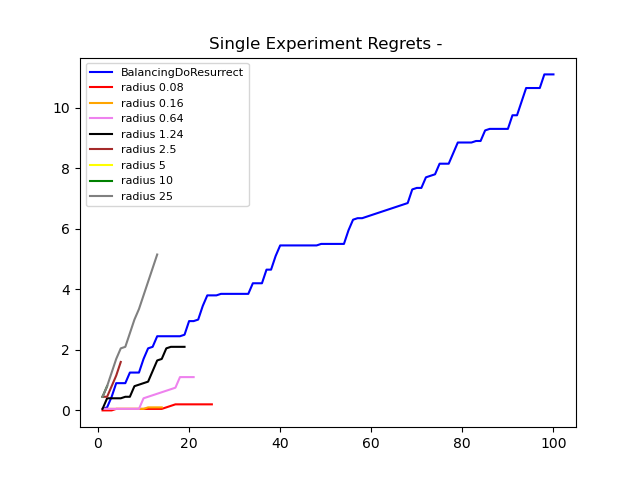 Single Experiment Regrets -
BalancingDoResurrect
radius 0.08
radius 0.16
radius 0.64
radius 1.24
radius 2.5
radius 5
radius 10
radius 25
10
8
6
4
2
0
0 20 40 60 80 100